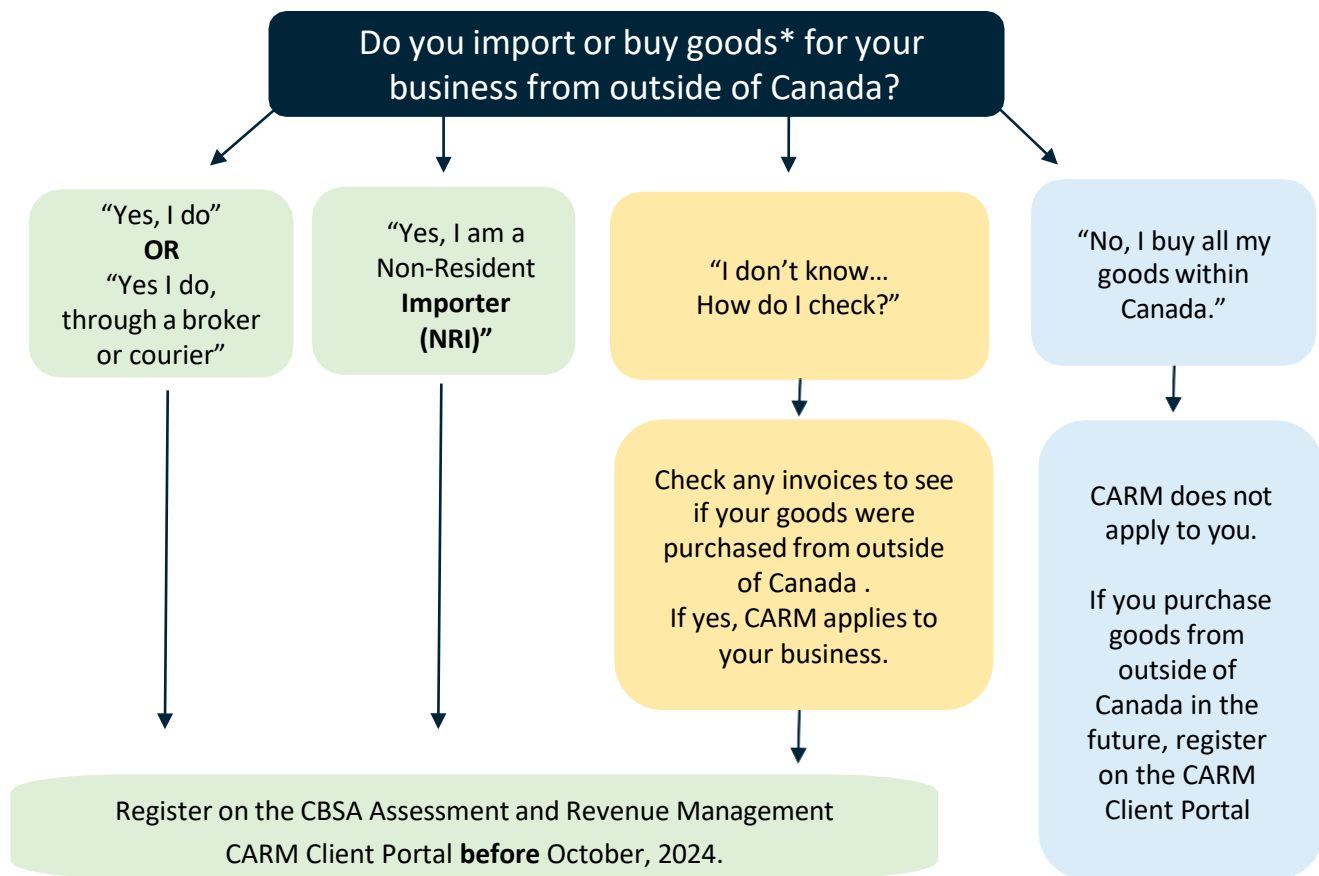 Do you import or buy goods* for your
business from outside of Canada?
“Yes, I do”
OR
“Yes I do,
through a broker
or courier”
“Yes, I am a
Non-Resident
Importer
(NRI)”
“I don’t know…
How do I check?”
“No, I buy all my
goods within
Canada.”
Check any invoices to see
if your goods were
purchased from outside
of Canada .
If yes, CARM applies to
your business.
CARM does not
apply to you.
If you purchase
goods from
outside of
Canada in the
future, register
on the CARM
Client Portal
Register on the CBSA Assessment and Revenue Management
CARM Client Portal before October, 2024.